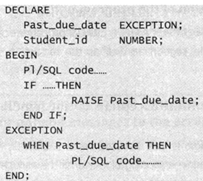 DECLARE
Past_due_date EXCEPTION;
Student_id NUMBER;
BEGIN
Pl/SQL code……
IF ……THEN
RAISE Past_due_date;
END IF;
EXCEPTION
WHEN Past_due_date THEN
PL/SQL code………
END;